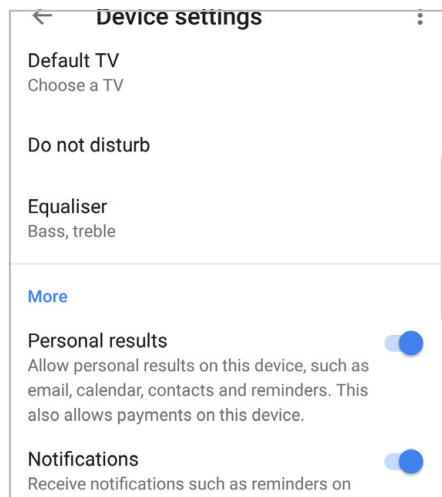 Device settings
Default TV
Choose a TV
Do not disturb
Equaliser
Bass, treble
More
Personal results
Allow personal results on this device, such as
email, calendar, contacts and reminders. This
also allows payments on this device.
Notifications
Receive notifications such as reminders on